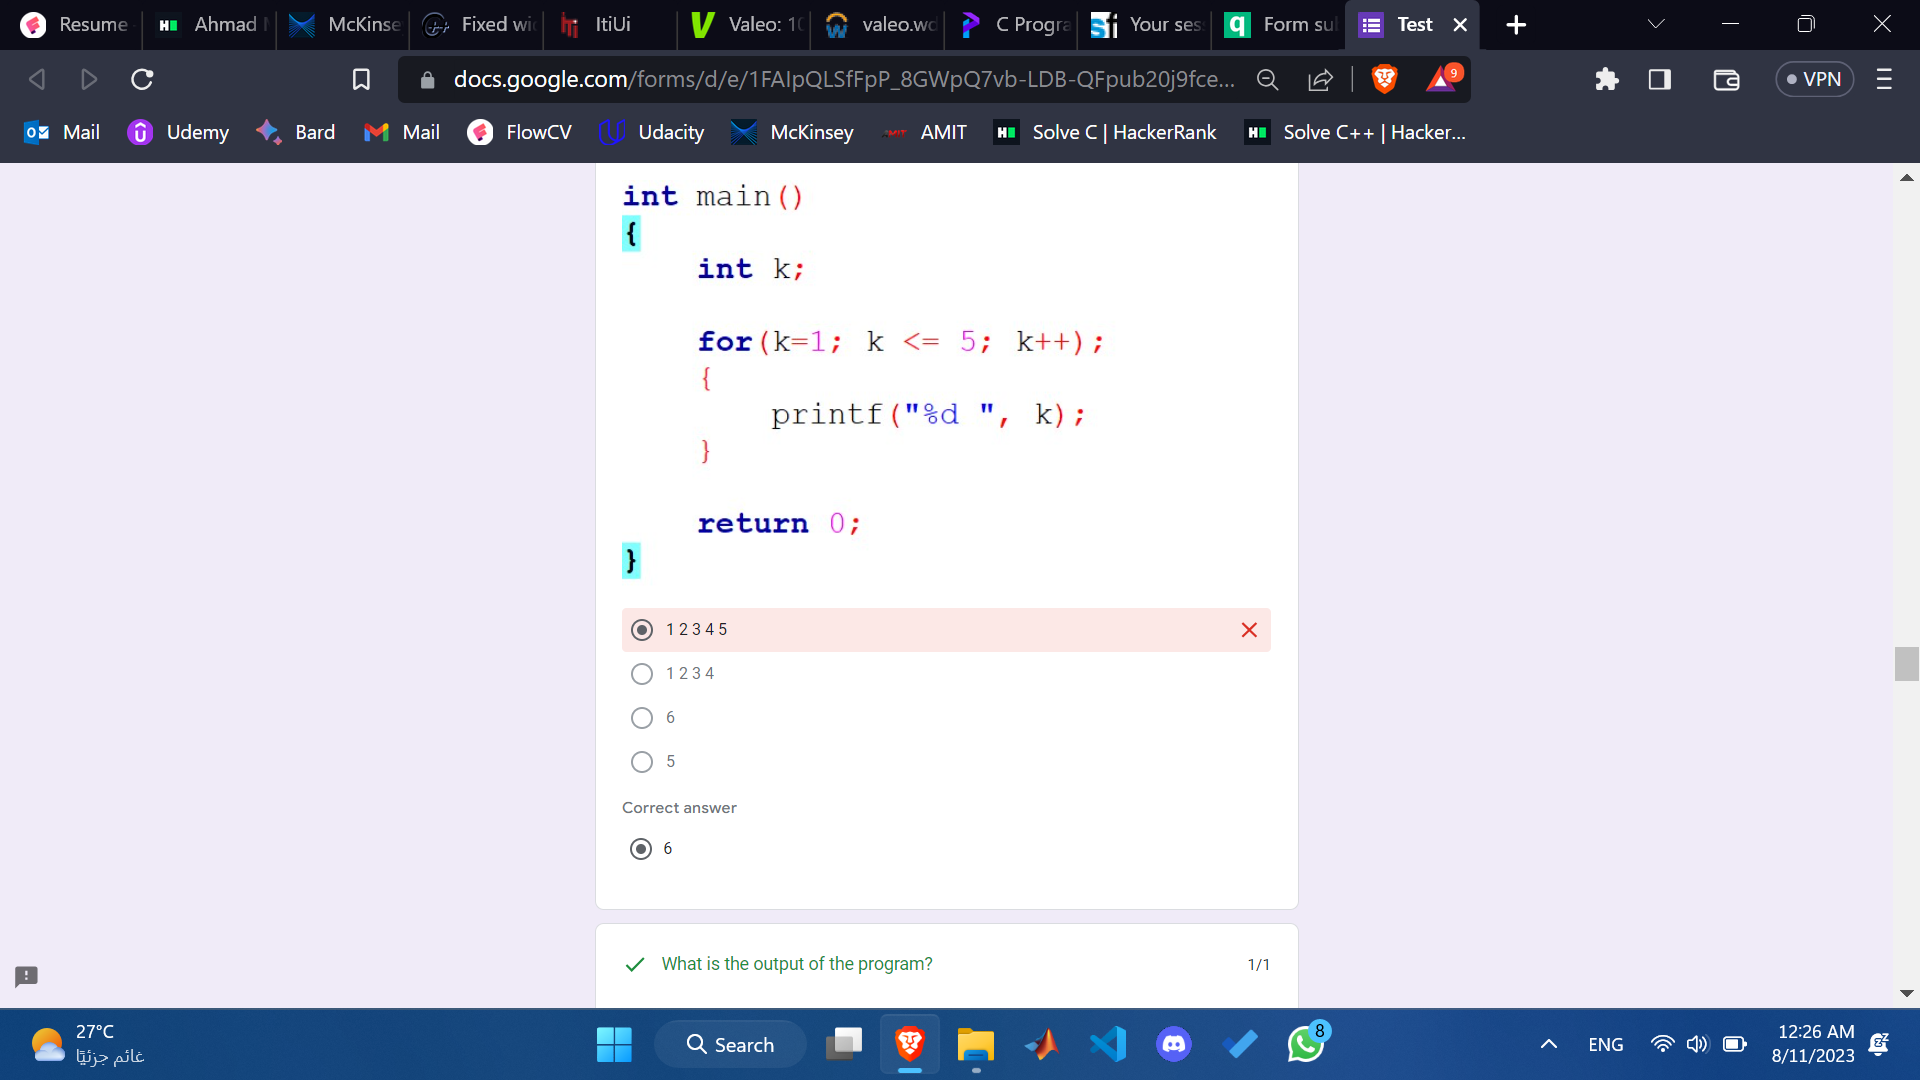 Resume
Ahmad
McKinse
Fixed wi
ItiUi
Valeo: 10
valeo.wd
C Progra
Your ses
Form su
Test
docs.google.com/forms/d/e/1FAIpQLSfFpP_8GWpQ7vb-LDB-QFpub20j9fce...
9
VPN
Mail
Udemy
Bard
Mail
FlowCV
Udacity
McKinsey
AMIT
Solve C | HackerRank
Solve C++ | Hacker...
int main()
{
int k;
for(k=1; k <= 5; k++);
{
printf("%d ", k);
}
return 0;
}
1 2 3 4 5
1 2 3 4
6
5
Correct answer
6
What is the output of the program?
1/1
27°C
غائم جزئيًا
Search
8
ENG
12:26 AM
8/11/2023